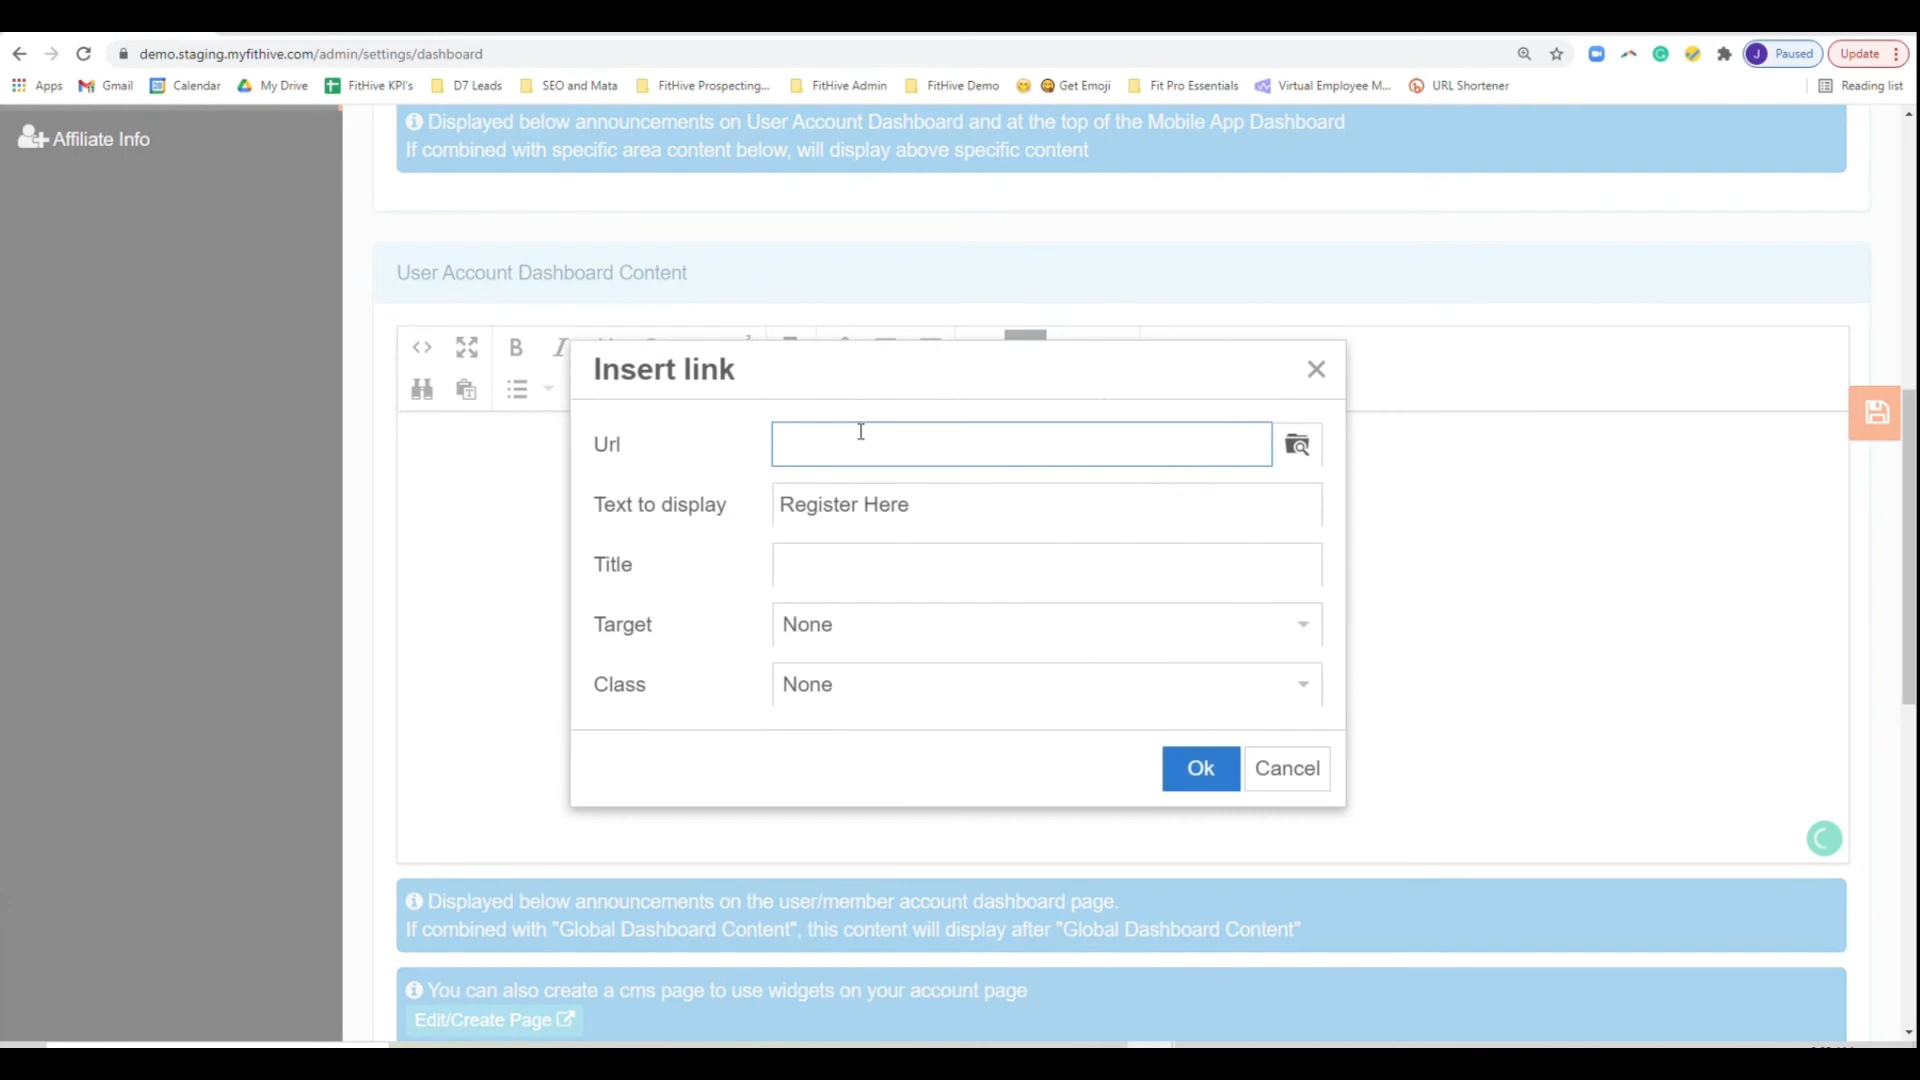 demo.staging.myfithive.com/admin/settings/dashboard
J Paused
Update
Apps Gmail Calendar My Drive FitHive KPI's D7 Leads SEO and Mata FitHive Prospecting... FitHive Admin FitHive Demo Get Emoji Fit Pro Essentials Virtual Employee M... URL Shortener Reading list
Affiliate Info
Displayed below announcements on User Account Dashboard and at the top of the Mobile App Dashboard
If combined with specific area content below, will display above specific content
User Account Dashboard Content
B I
Insert link
Url
Text to display Register Here
Title
Target None
Class None
Ok Cancel
Displayed below announcements on the user/member account dashboard page.
If combined with "Global Dashboard Content", this content will display after "Global Dashboard Content"
You can also create a cms page to use widgets on your account page
Edit/Create Page